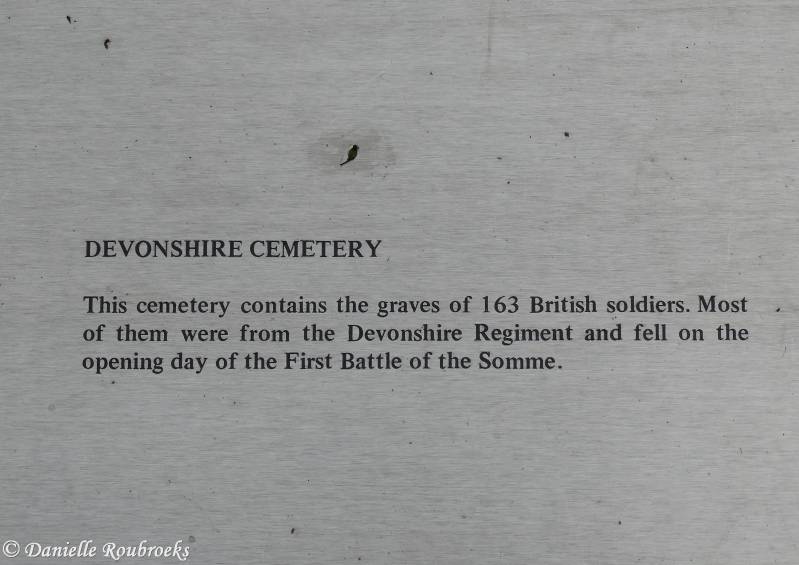 DEVONSHIRE CEMETERY
This cemetery contains the graves of 163 British soldiers. Most
of them were from the Devonshire Regiment and fell on the
opening day of the First Battle of the Somme.
© Danielle Roubroeks